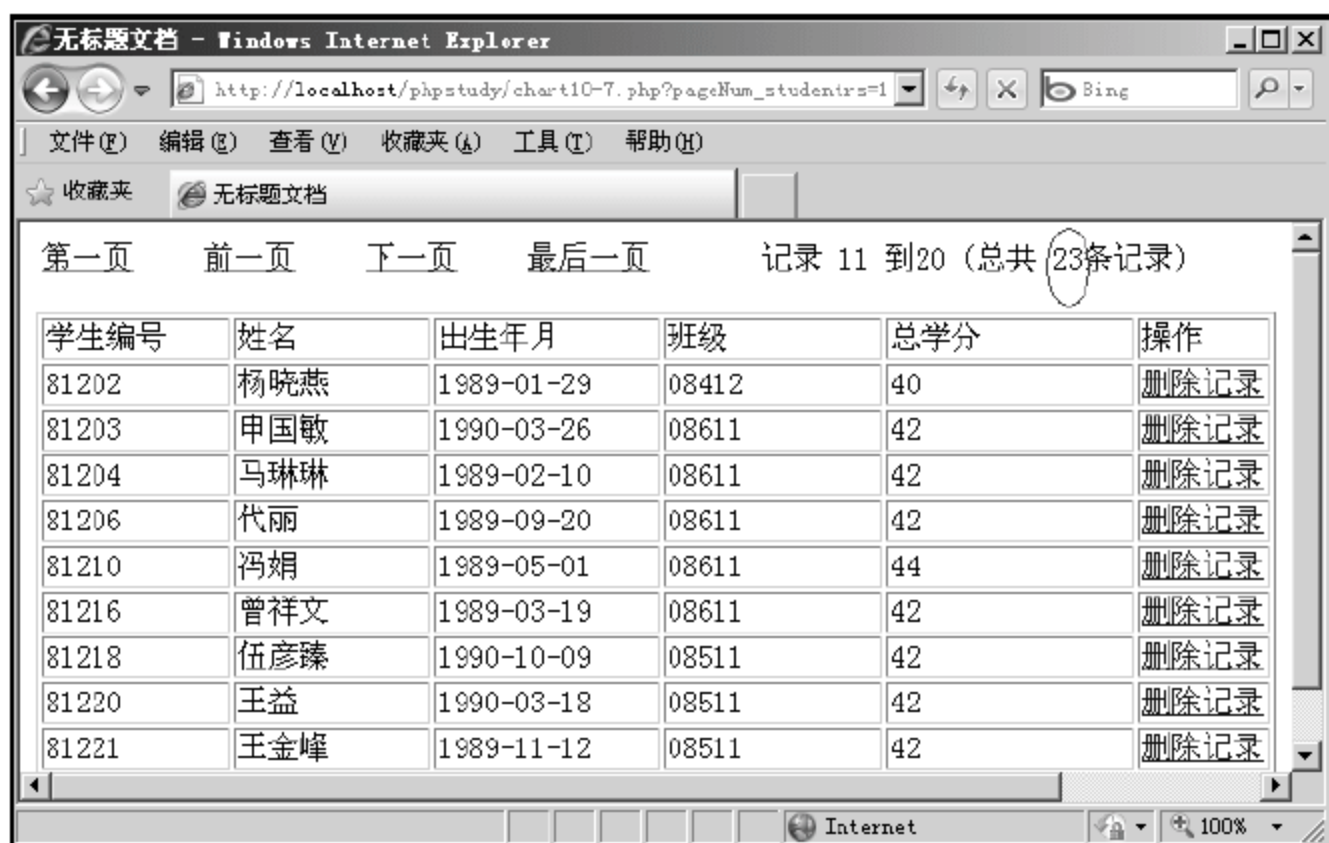 无标题文档 - Windows Internet Explorer
http://localhost/phpstudy/chart10-7.php?pageNum_studentrs=1 Bing
文件(F) 编辑(E) 查看(V) 收藏夹(A) 工具(T) 帮助(H)
收藏夹 无标题文档
第一页 前一页 下一页 最后一页 记录 11 到20 (总共 23条记录)
学生编号 姓名 出生年月 班级 总学分 操作
81202 杨晓燕 1989-01-29 08412 40 删除记录
81203 申国敏 1990-03-26 08611 42 删除记录
81204 马琳琳 1989-02-10 08611 42 删除记录
81206 代丽 1989-09-20 08611 42 删除记录
81210 冯娟 1989-05-01 08611 44 删除记录
81216 曾祥文 1989-03-19 08611 42 删除记录
81218 伍彦臻 1990-10-09 08511 42 删除记录
81220 王益 1990-03-18 08511 42 删除记录
81221 王金峰 1989-11-12 08511 42 删除记录
Internet 100%